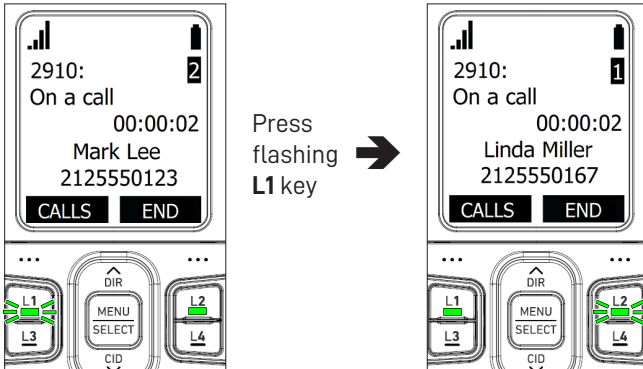 2910:
2
On a call
00:00:02
Mark Lee
2125550123
CALLS
END
DIR
L1
MENU
SELECT
L2
L3
L4
CID
Press
flashing
L1 key
2910:
1
On a call
00:00:02
Linda Miller
2125550167
CALLS
END
DIR
L1
MENU
SELECT
L2
L3
L4
CID